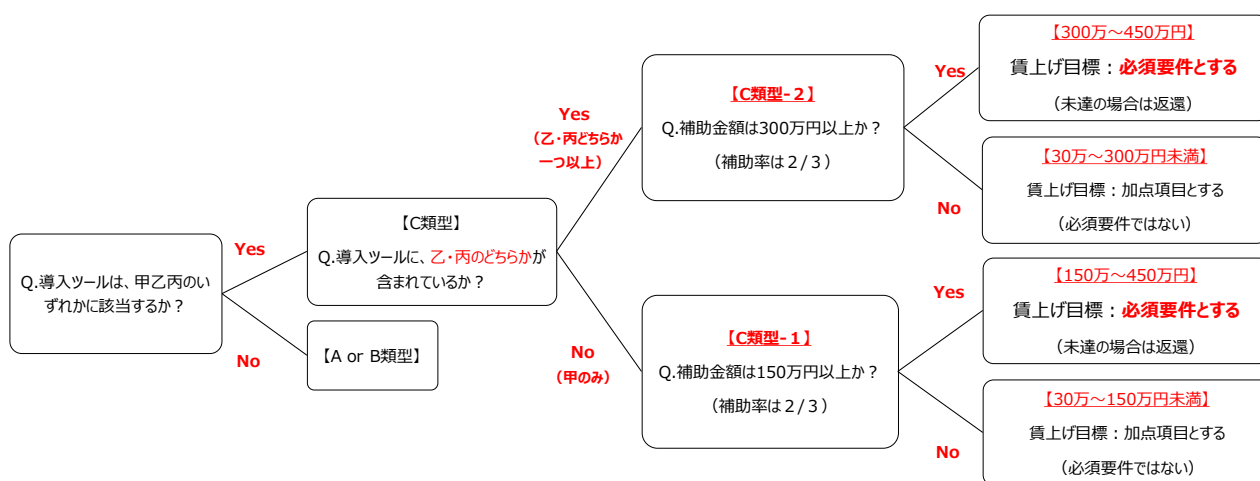 Q.導入ツールは、甲乙丙のい
ずれかに該当するか？
Yes
No
【C類型】
Q.導入ツールに、乙・丙のどちらかが
含まれているか？
【A or B類型】
Yes
（乙・丙どちらか
一つ以上）
No
（甲のみ）
【C類型-２】
Q.補助金額は300万円以上か？
（補助率は２/３）
Yes
No
【300万～450万円】
賃上げ目標：必須要件とする
（未達の場合は返還）
【30万～300万円未満】
賃上げ目標：加点項目とする
（必須要件ではない）
【C類型-１】
Q.補助金額は150万円以上か？
（補助率は２/３）
Yes
No
【150万～450万円】
賃上げ目標：必須要件とする
（未達の場合は返還）
【30万～150万円未満】
賃上げ目標：加点項目とする
（必須要件ではない）